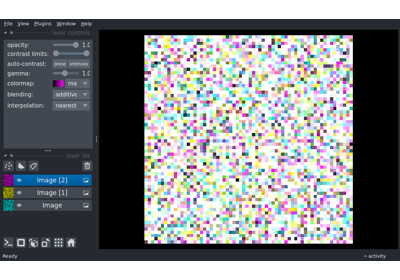 File View Plugins Window Help
layer controls
opacity: 1.0
contrast limits:
auto-contrast: once
gamma: 1.0
colormap: ma
blending: additive
interpolation: nearest
layer list
Image [2]
Image [1]
Image
Ready activity